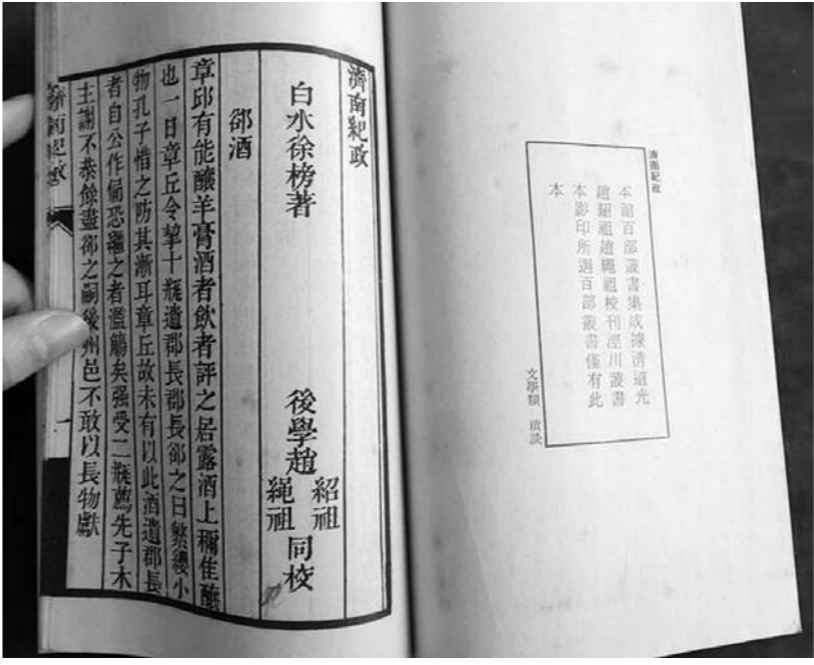 濟南紀政
本館百部叢書集成據清道光
趙紹祖趙繩祖校刊涇川叢書
本影印所選百部叢書僅有此
本
文學類 瑣談
濟南紀政
白水徐榜著 後學趙 紹祖 繩祖 同校
郤酒
章邱有能釀羊膏酒者飲者評之居露酒上稱佳釀
也一日章丘令挈十瓶遺郡長郡長郤之曰繁纓小
物孔子惜之防其漸耳章丘故未有以此酒遺郡長
者自公作俑恐繼之者濫觴矣强受二瓶薦先子木
主謝不恭餘盡郤之嗣後州邑不敢以長物獻
濟南紀政
一